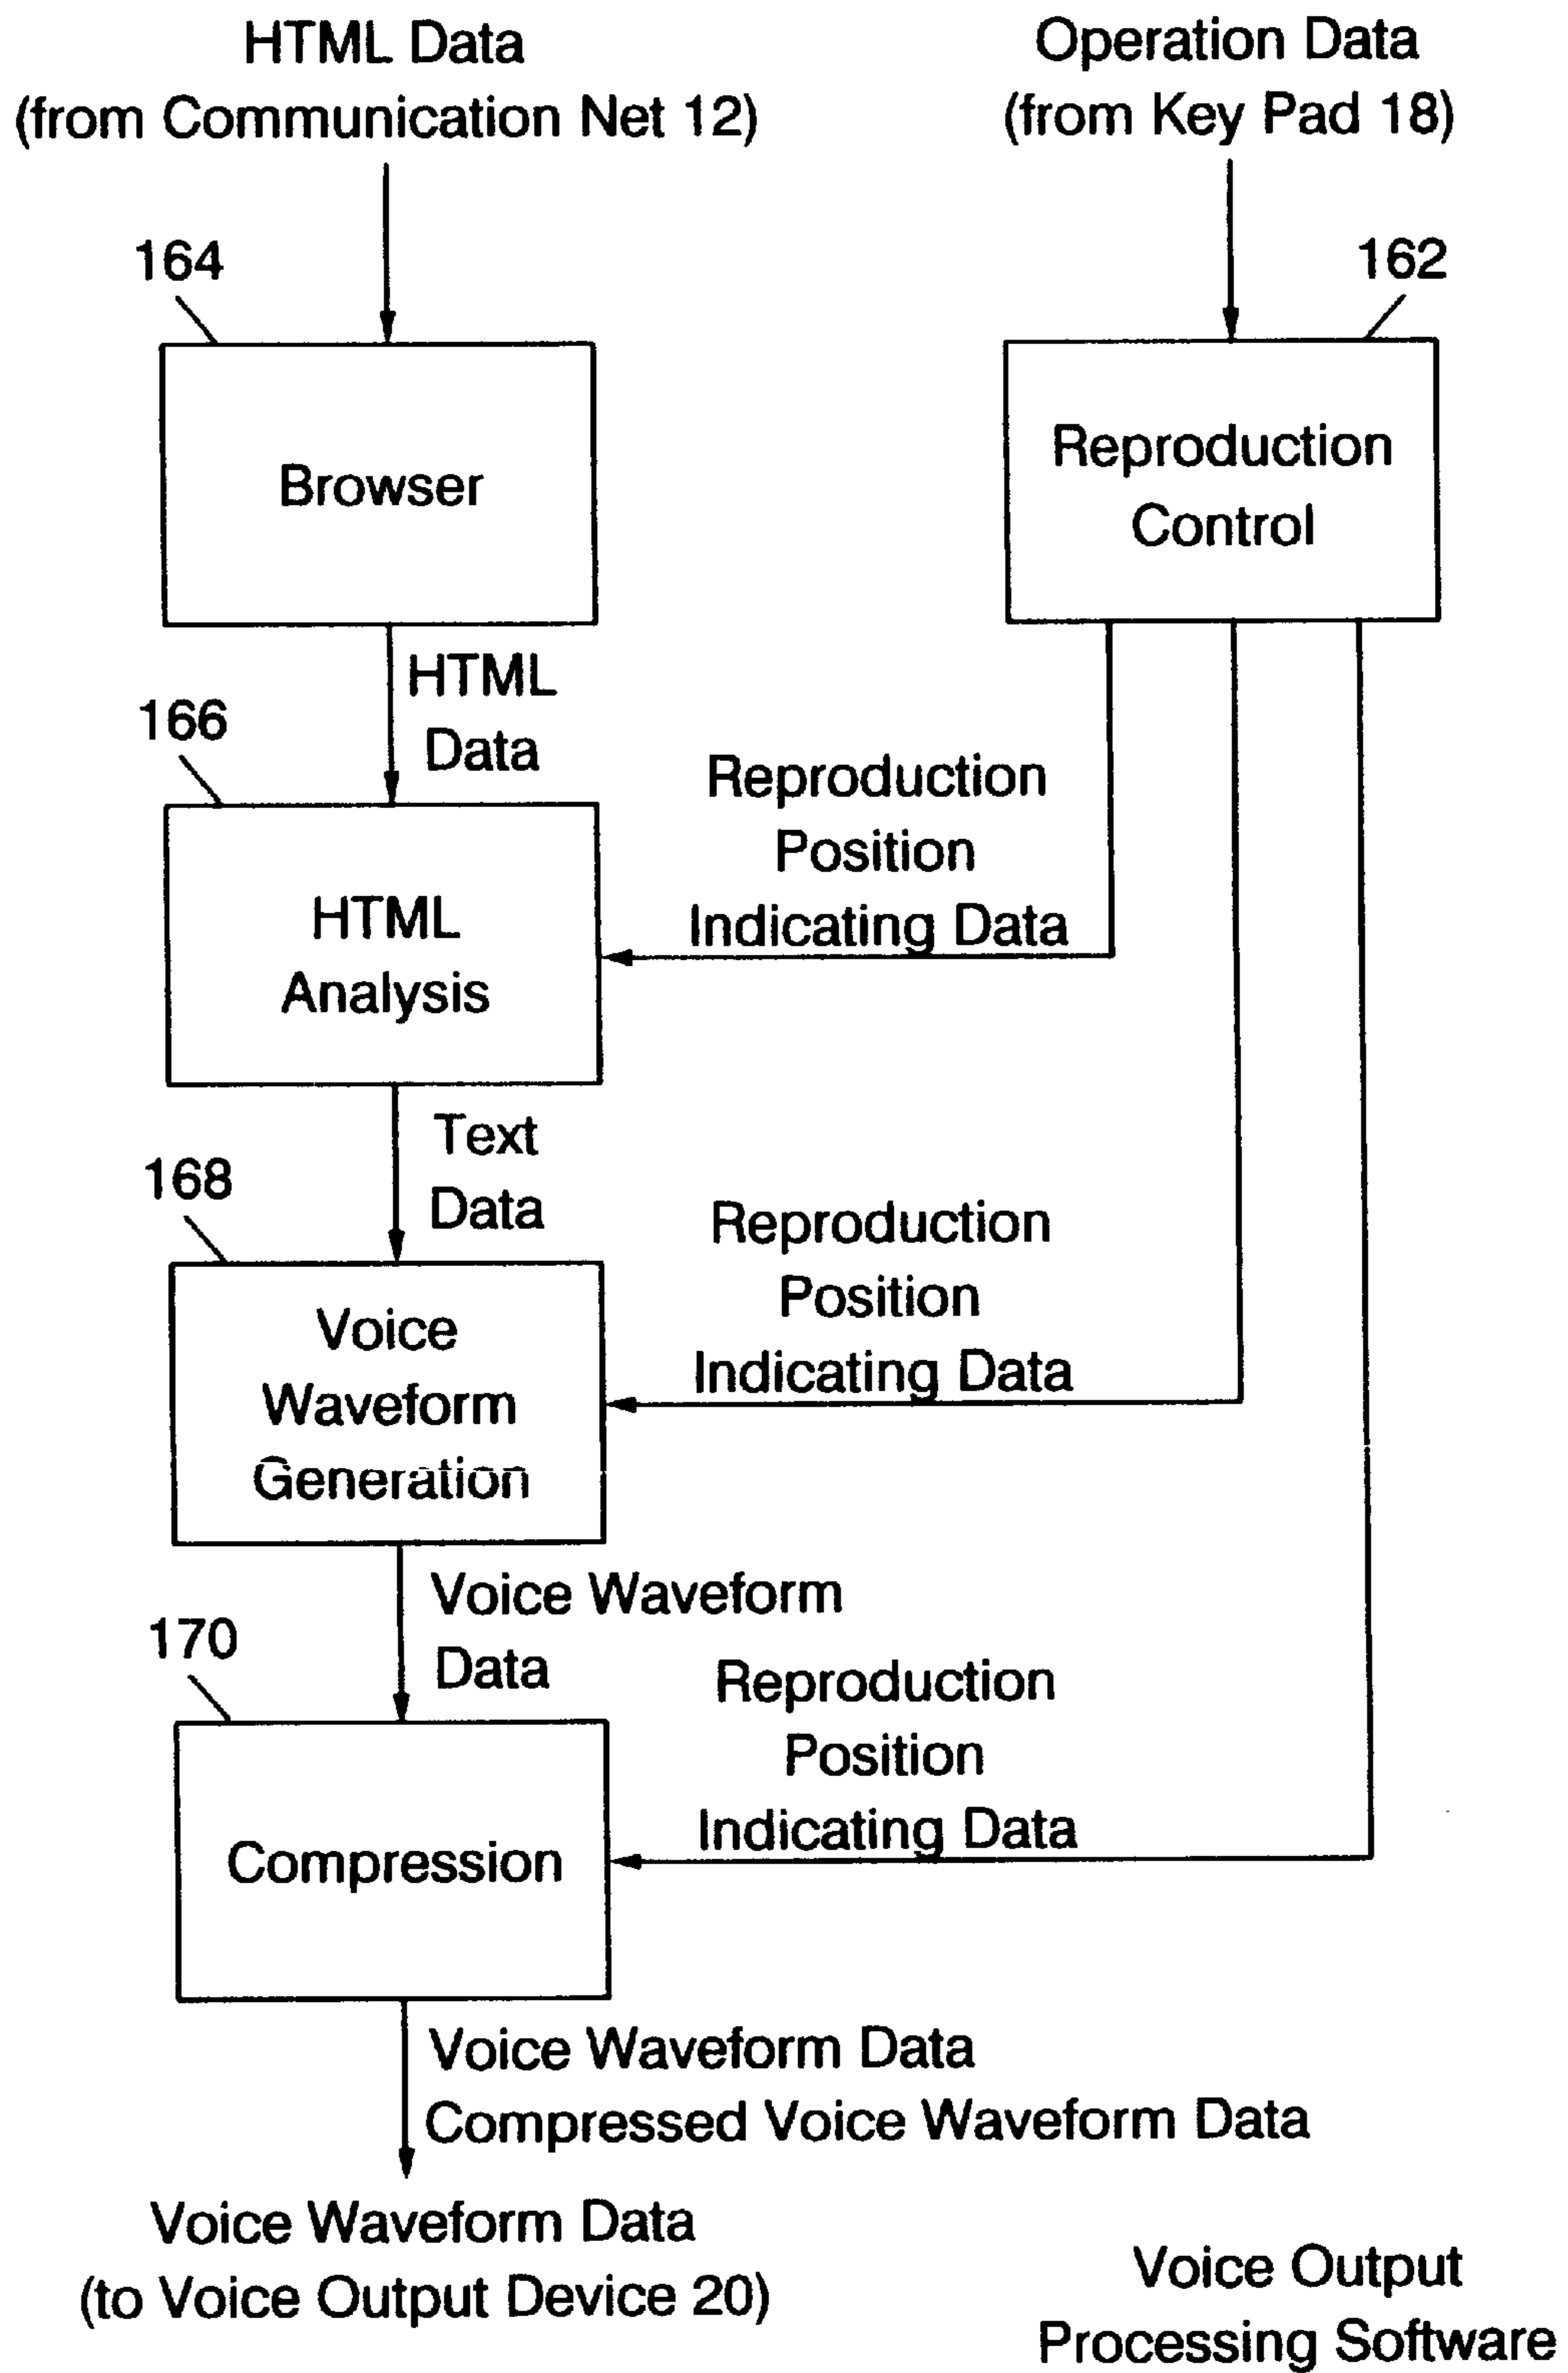 HTML Data
(from Communication Net 12)
Operation Data
(from Key Pad 18)
164
162
Browser
Reproduction
Control
HTML
Data
166
Reproduction
Position
Indicating Data
HTML
Analysis
Text
Data
168
Reproduction
Position
Indicating Data
Voice
Waveform
Generation
Voice Waveform
Data
170
Reproduction
Position
Indicating Data
Compression
Voice Waveform Data
Compressed Voice Waveform Data
Voice Waveform Data
(to Voice Output Device 20)
Voice Output
Processing Software